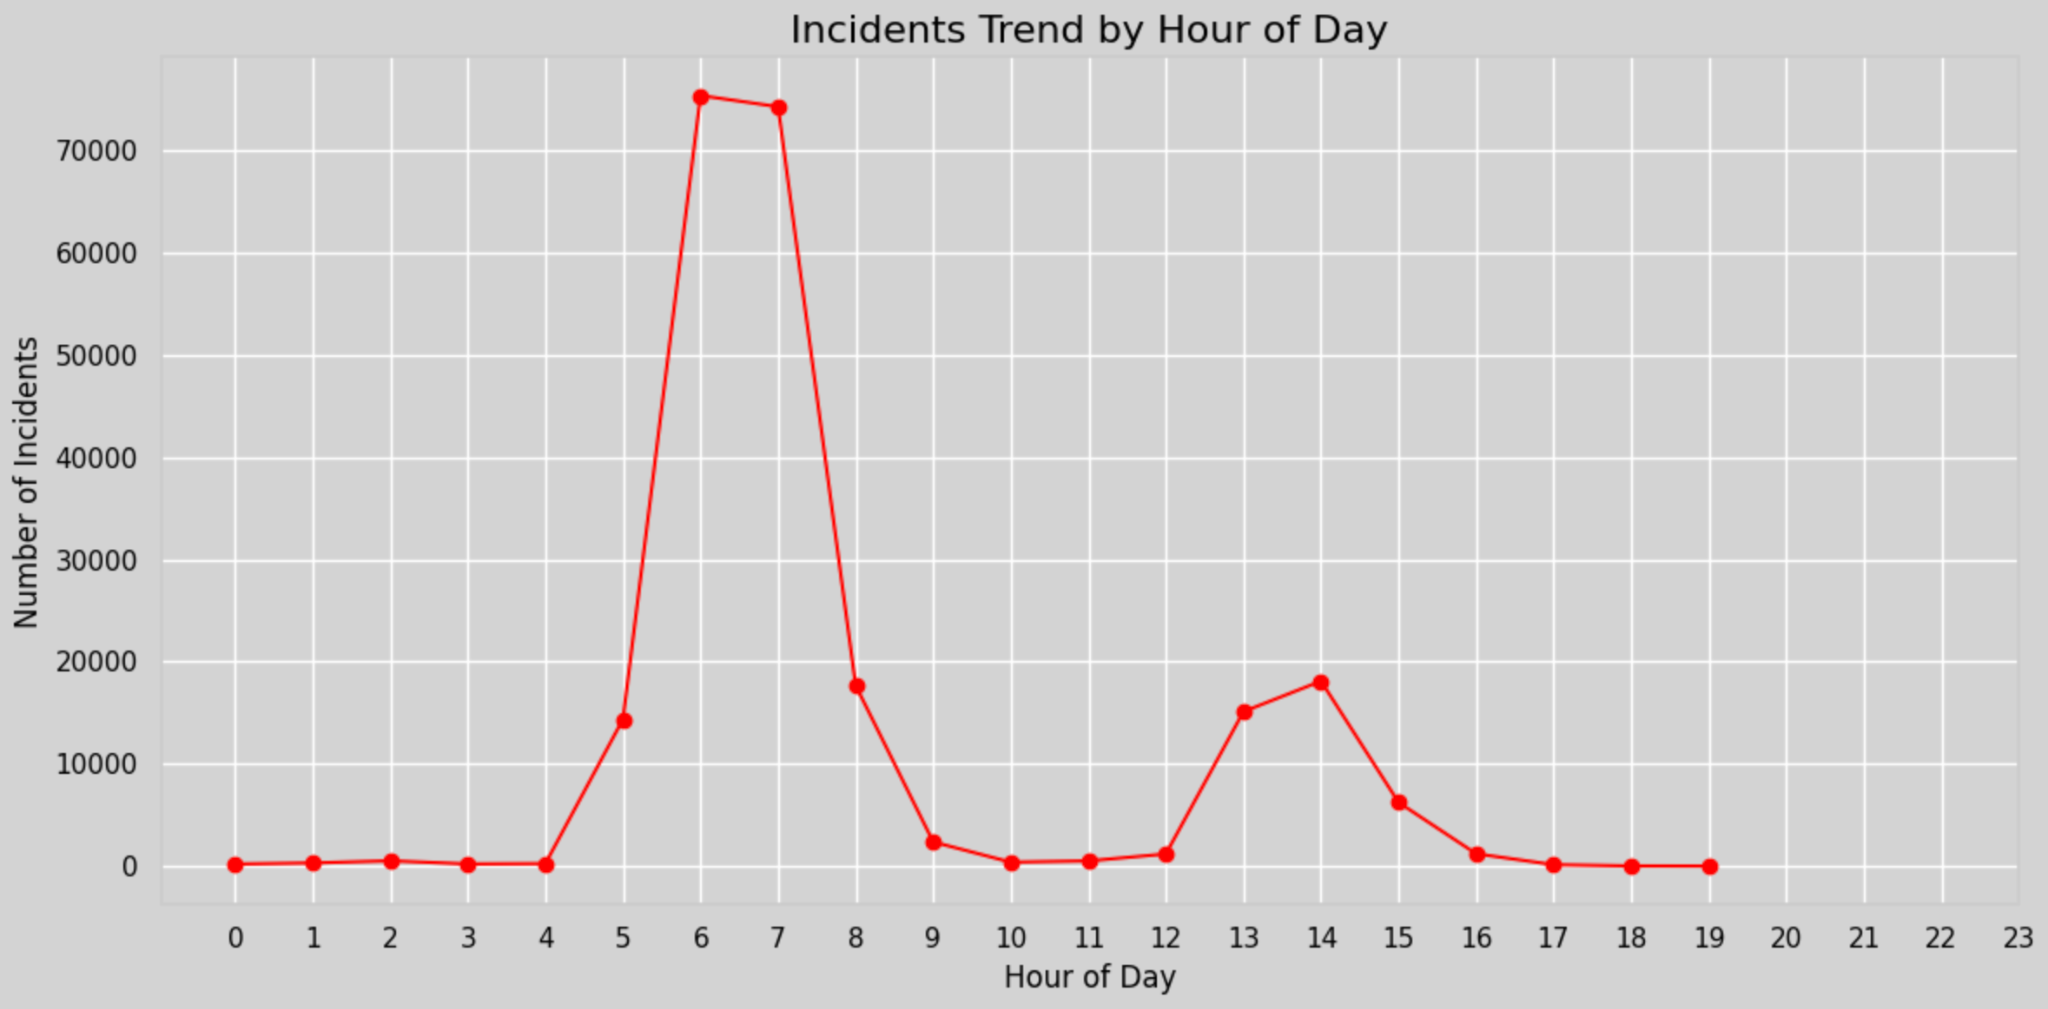 Incidents Trend by Hour of Day
Number of Incidents
70000
60000
50000
40000
30000
20000
10000
0
0 1 2 3 4 5 6 7 8 9 10 11 12 13 14 15 16 17 18 19 20 21 22 23
Hour of Day